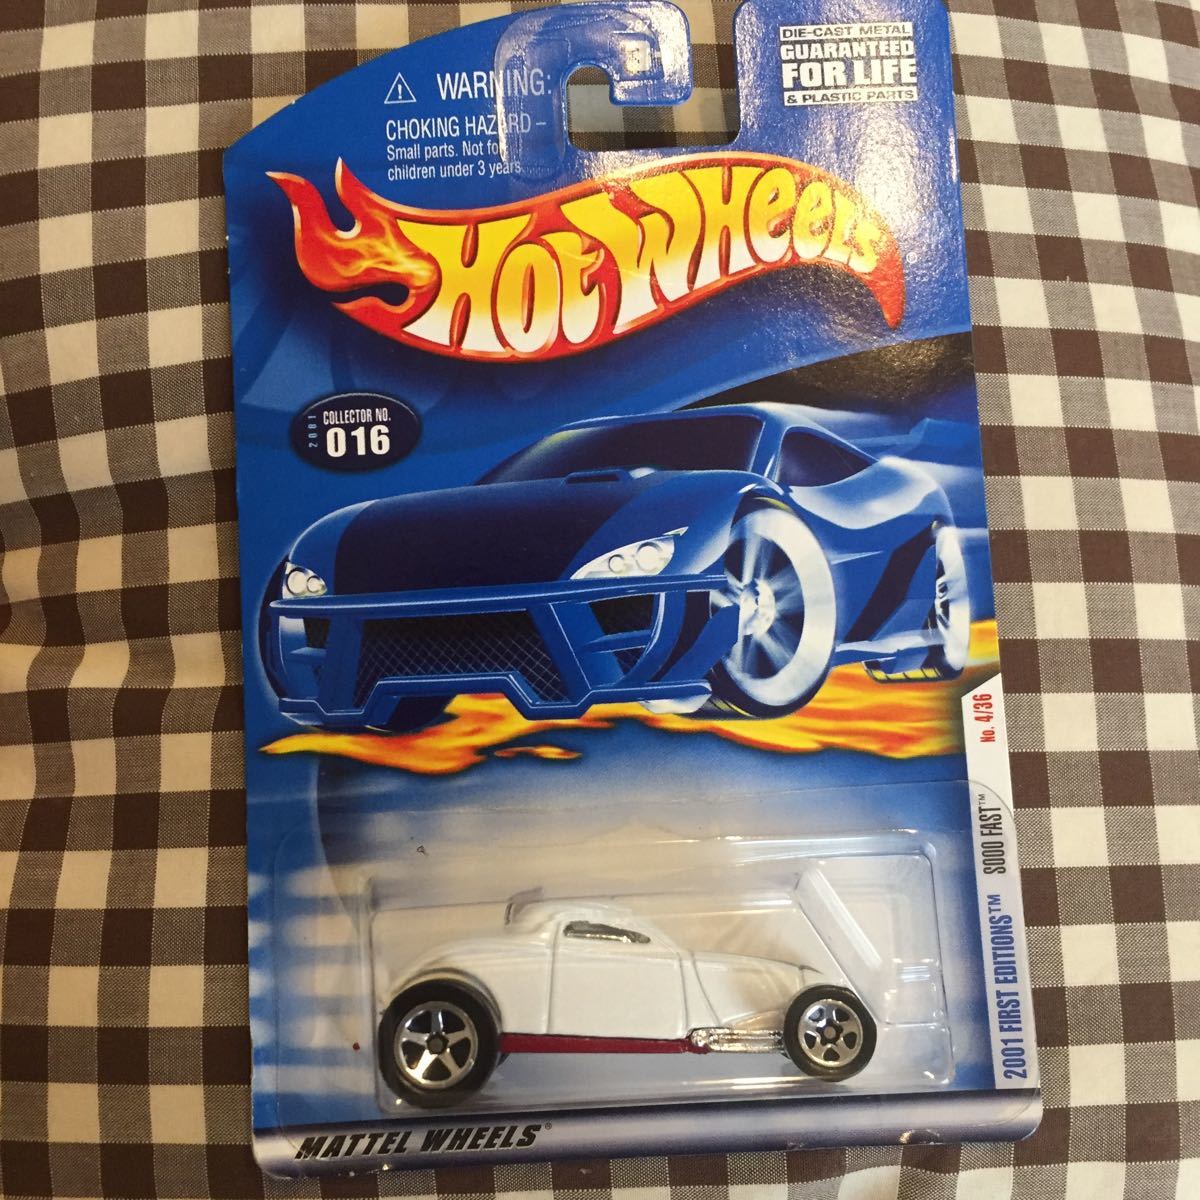 DIE-CAST METAL
GUARANTEED
FOR LIFE
& PLASTIC PARTS
WARNING:
CHOKING HAZARD –
Small parts. Not for
children under 3 years.
HOT WHEELS ®
2001
COLLECTOR NO.
016
No. 4/36
2001 FIRST EDITIONS™ SOOO FAST™
MATTEL WHEELS®